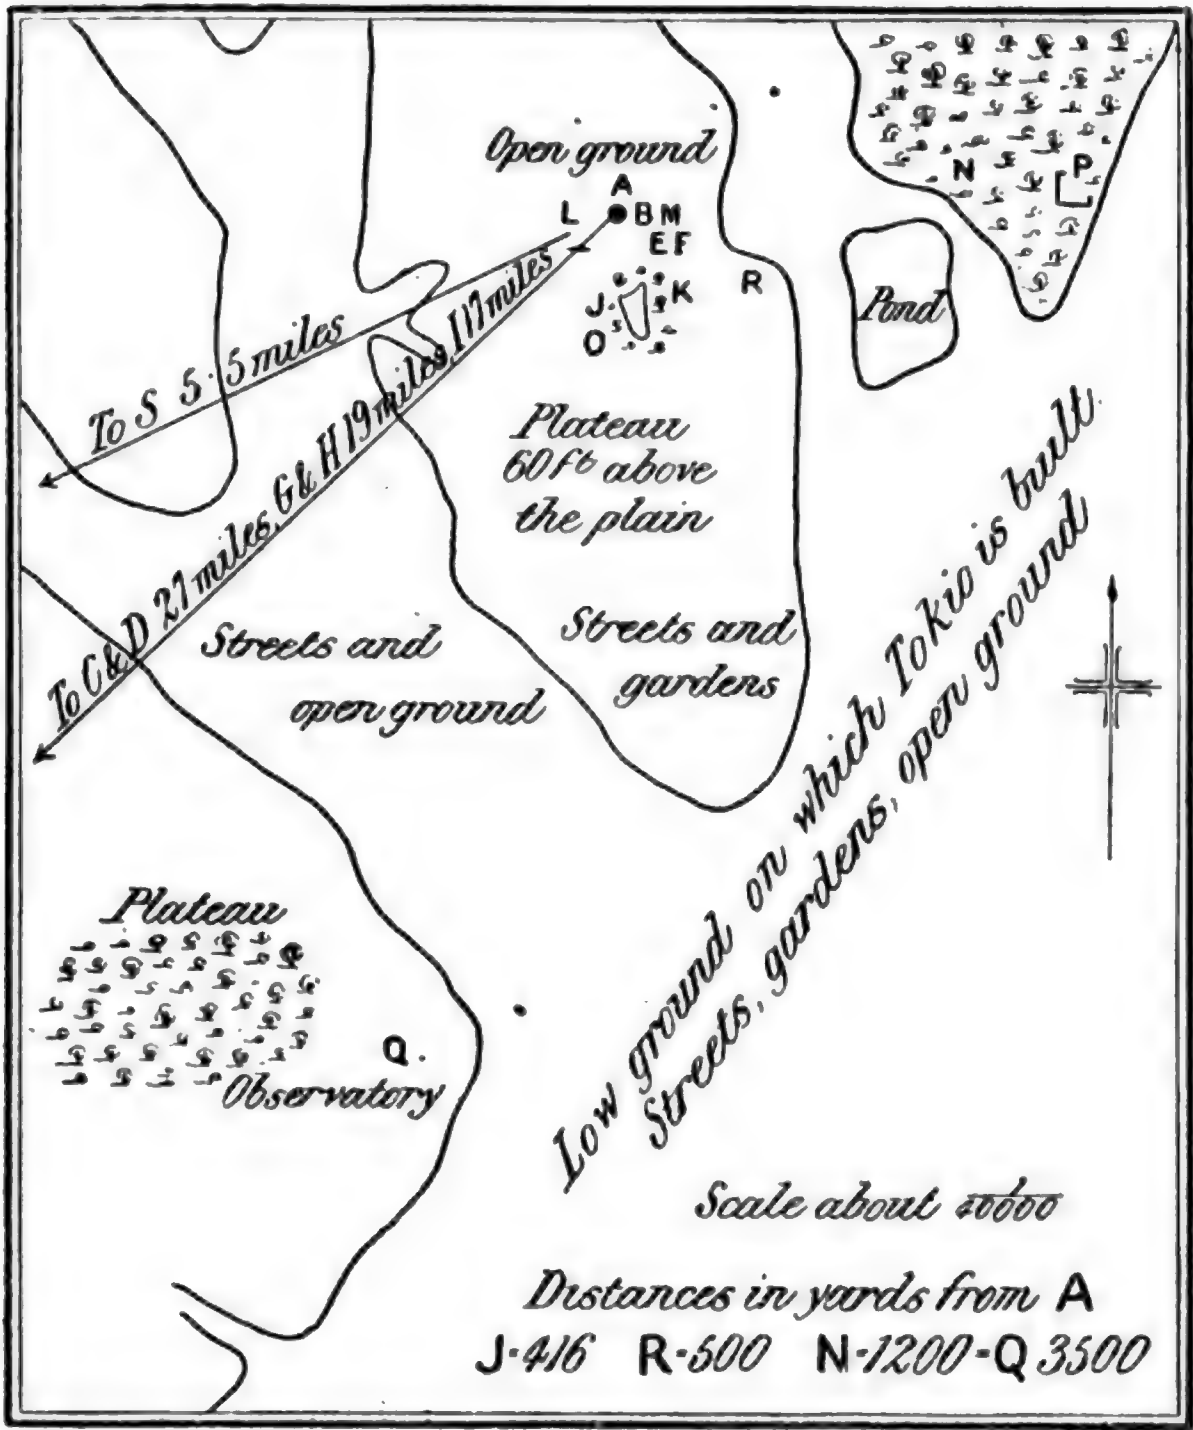 Open ground
A
L B M
E F
N P
R
J K
O
Pond
To S 5·5 miles
To C & D 27 miles, G & H 19 miles, I 17 miles
Plateau
60 ft above
the plain
Streets and
gardens
Streets and
open ground
Low ground on which Tokio is built
Streets, gardens, open ground
Plateau
Q
Observatory
Scale about
Distances in yards from A
J-416 R-500 N-1200-Q 3500